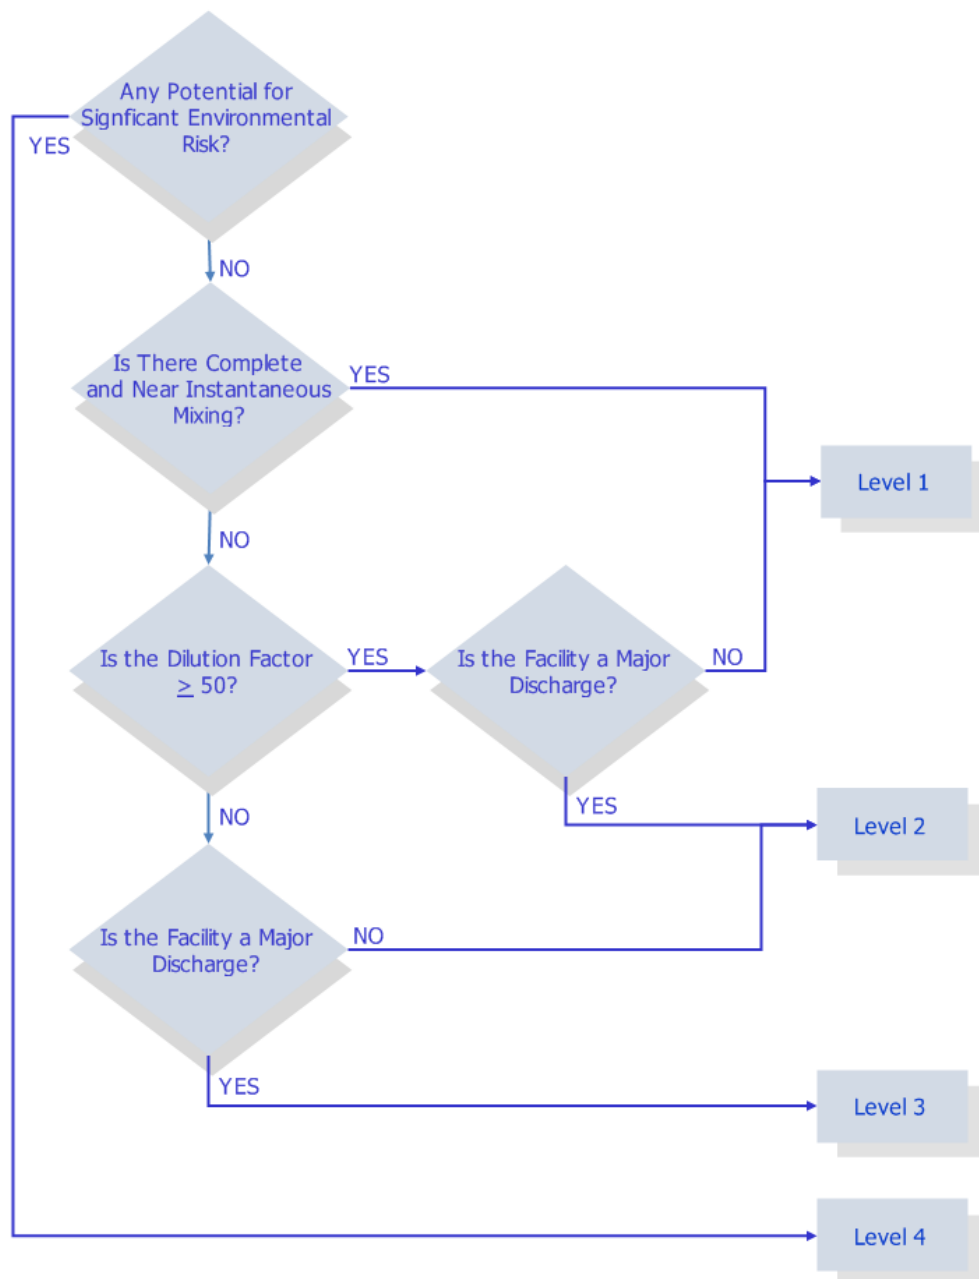 Any Potential for
Signficant Environmental
Risk?
YES
NO
Is There Complete
and Near Instantaneous
Mixing?
YES
Level 1
NO
Is the Dilution Factor
≥ 50?
YES
Is the Facility a Major
Discharge?
NO
YES
Level 2
NO
Is the Facility a Major
Discharge?
NO
YES
Level 3
Level 4